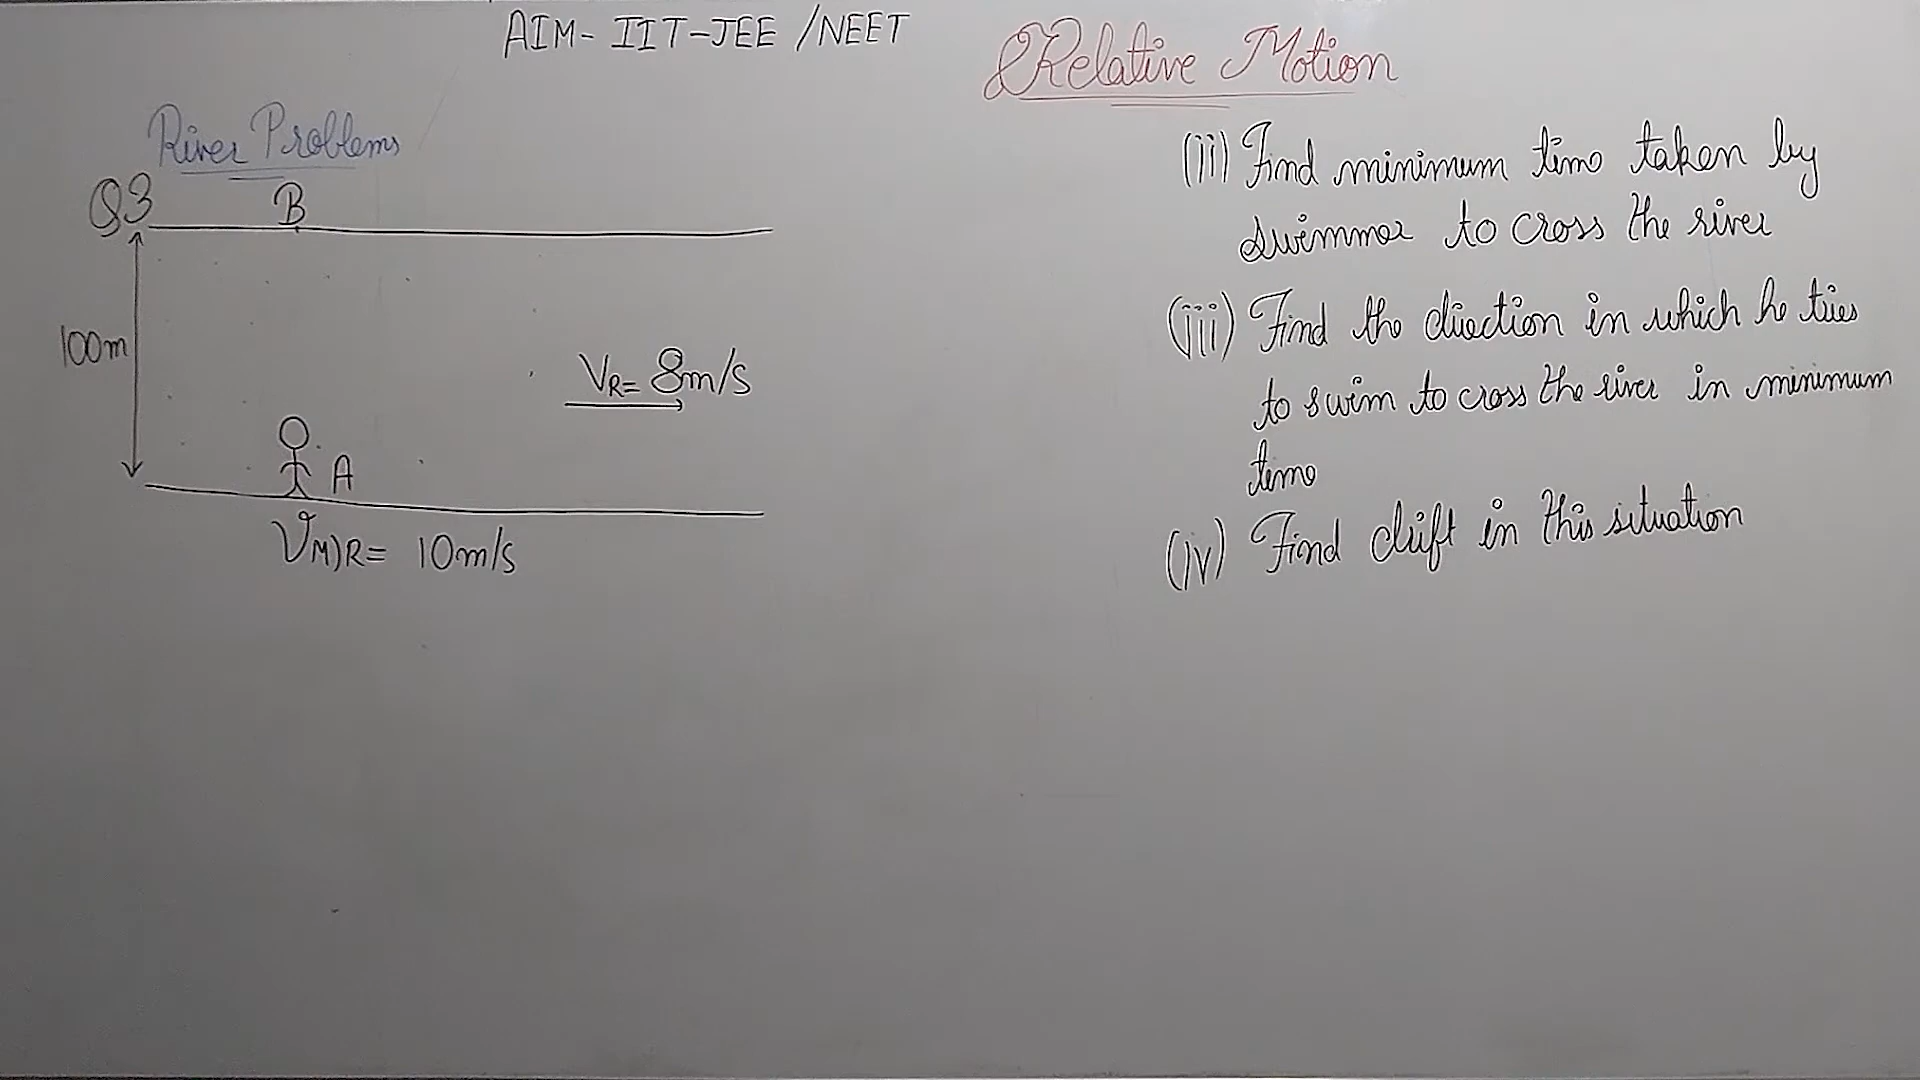 AIM- IIT-JEE /NEET
Relative Motion
River Problems
Q3
B
100m
VR= 8m/s
A
VM)R= 10m/s
(ii) Find minimum time taken by
swimmer to cross the river
(iii) Find the direction in which he tries
to swim to cross the river in minimum
time
(iv) Find drift in this situation